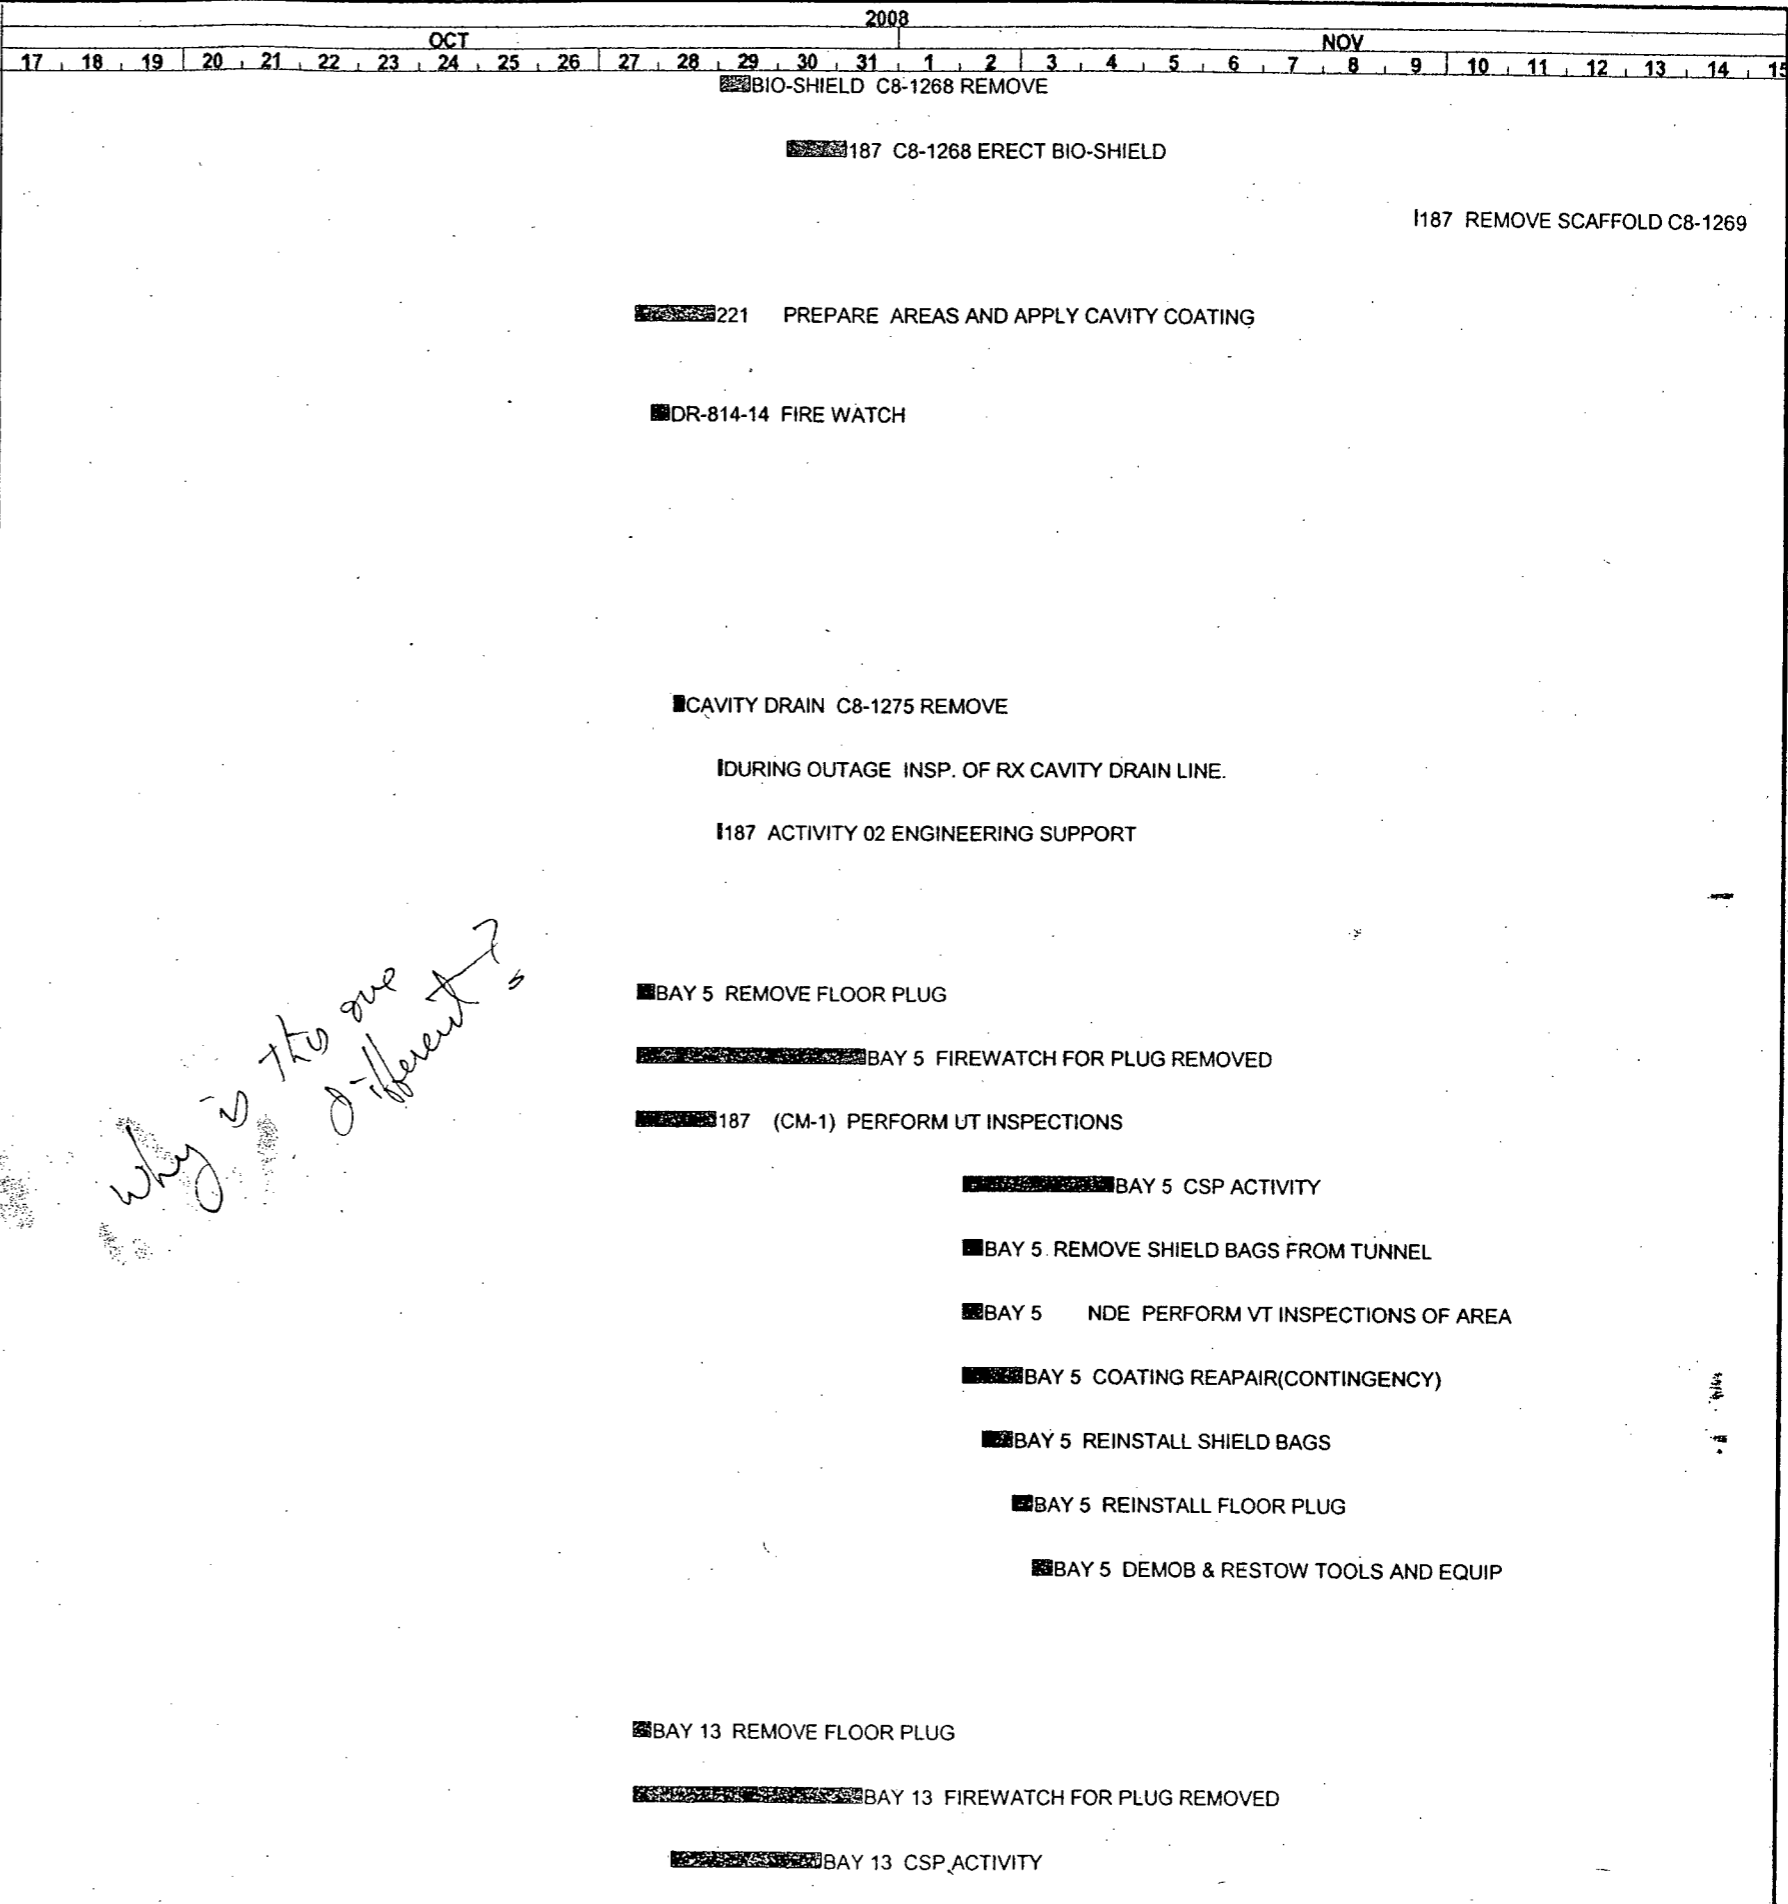 2008
OCT NOV
17 18 19 20 21 22 23 24 25 26 27 28 29 30 31 1 2 3 4 5 6 7 8 9 10 11 12 13 14 15
BIO-SHIELD C8-1268 REMOVE
187 C8-1268 ERECT BIO-SHIELD
187 REMOVE SCAFFOLD C8-1269
221 PREPARE AREAS AND APPLY CAVITY COATING
DR-814-14 FIRE WATCH
CAVITY DRAIN C8-1275 REMOVE
DURING OUTAGE INSP. OF RX CAVITY DRAIN LINE.
187 ACTIVITY 02 ENGINEERING SUPPORT
Why is this one
different?
BAY 5 REMOVE FLOOR PLUG
BAY 5 FIREWATCH FOR PLUG REMOVED
187 (CM-1) PERFORM UT INSPECTIONS
BAY 5 CSP ACTIVITY
BAY 5 REMOVE SHIELD BAGS FROM TUNNEL
BAY 5 NDE PERFORM VT INSPECTIONS OF AREA
BAY 5 COATING REAPAIR(CONTINGENCY)
BAY 5 REINSTALL SHIELD BAGS
BAY 5 REINSTALL FLOOR PLUG
BAY 5 DEMOB & RESTOW TOOLS AND EQUIP
BAY 13 REMOVE FLOOR PLUG
BAY 13 FIREWATCH FOR PLUG REMOVED
BAY 13 CSP ACTIVITY